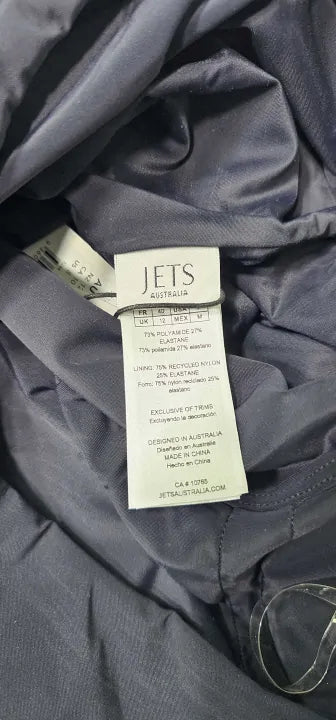 JETS
AUSTRALIA
FR 40 USA
UK 12 MEX M
73% POLYAMIDE 27%
ELASTANE
73% poliamida 27% elastano
LINING: 75% RECYCLED NYLON
25% ELASTANE
Forro: 75% nylon reciclado 25%
elastano
EXCLUSIVE OF TRIMS
Excluyendo la decoración
DESIGNED IN AUSTRALIA
Diseñado en Australia
MADE IN CHINA
Hecho en China
CA # 10765
JETSAUSTRALIA.COM